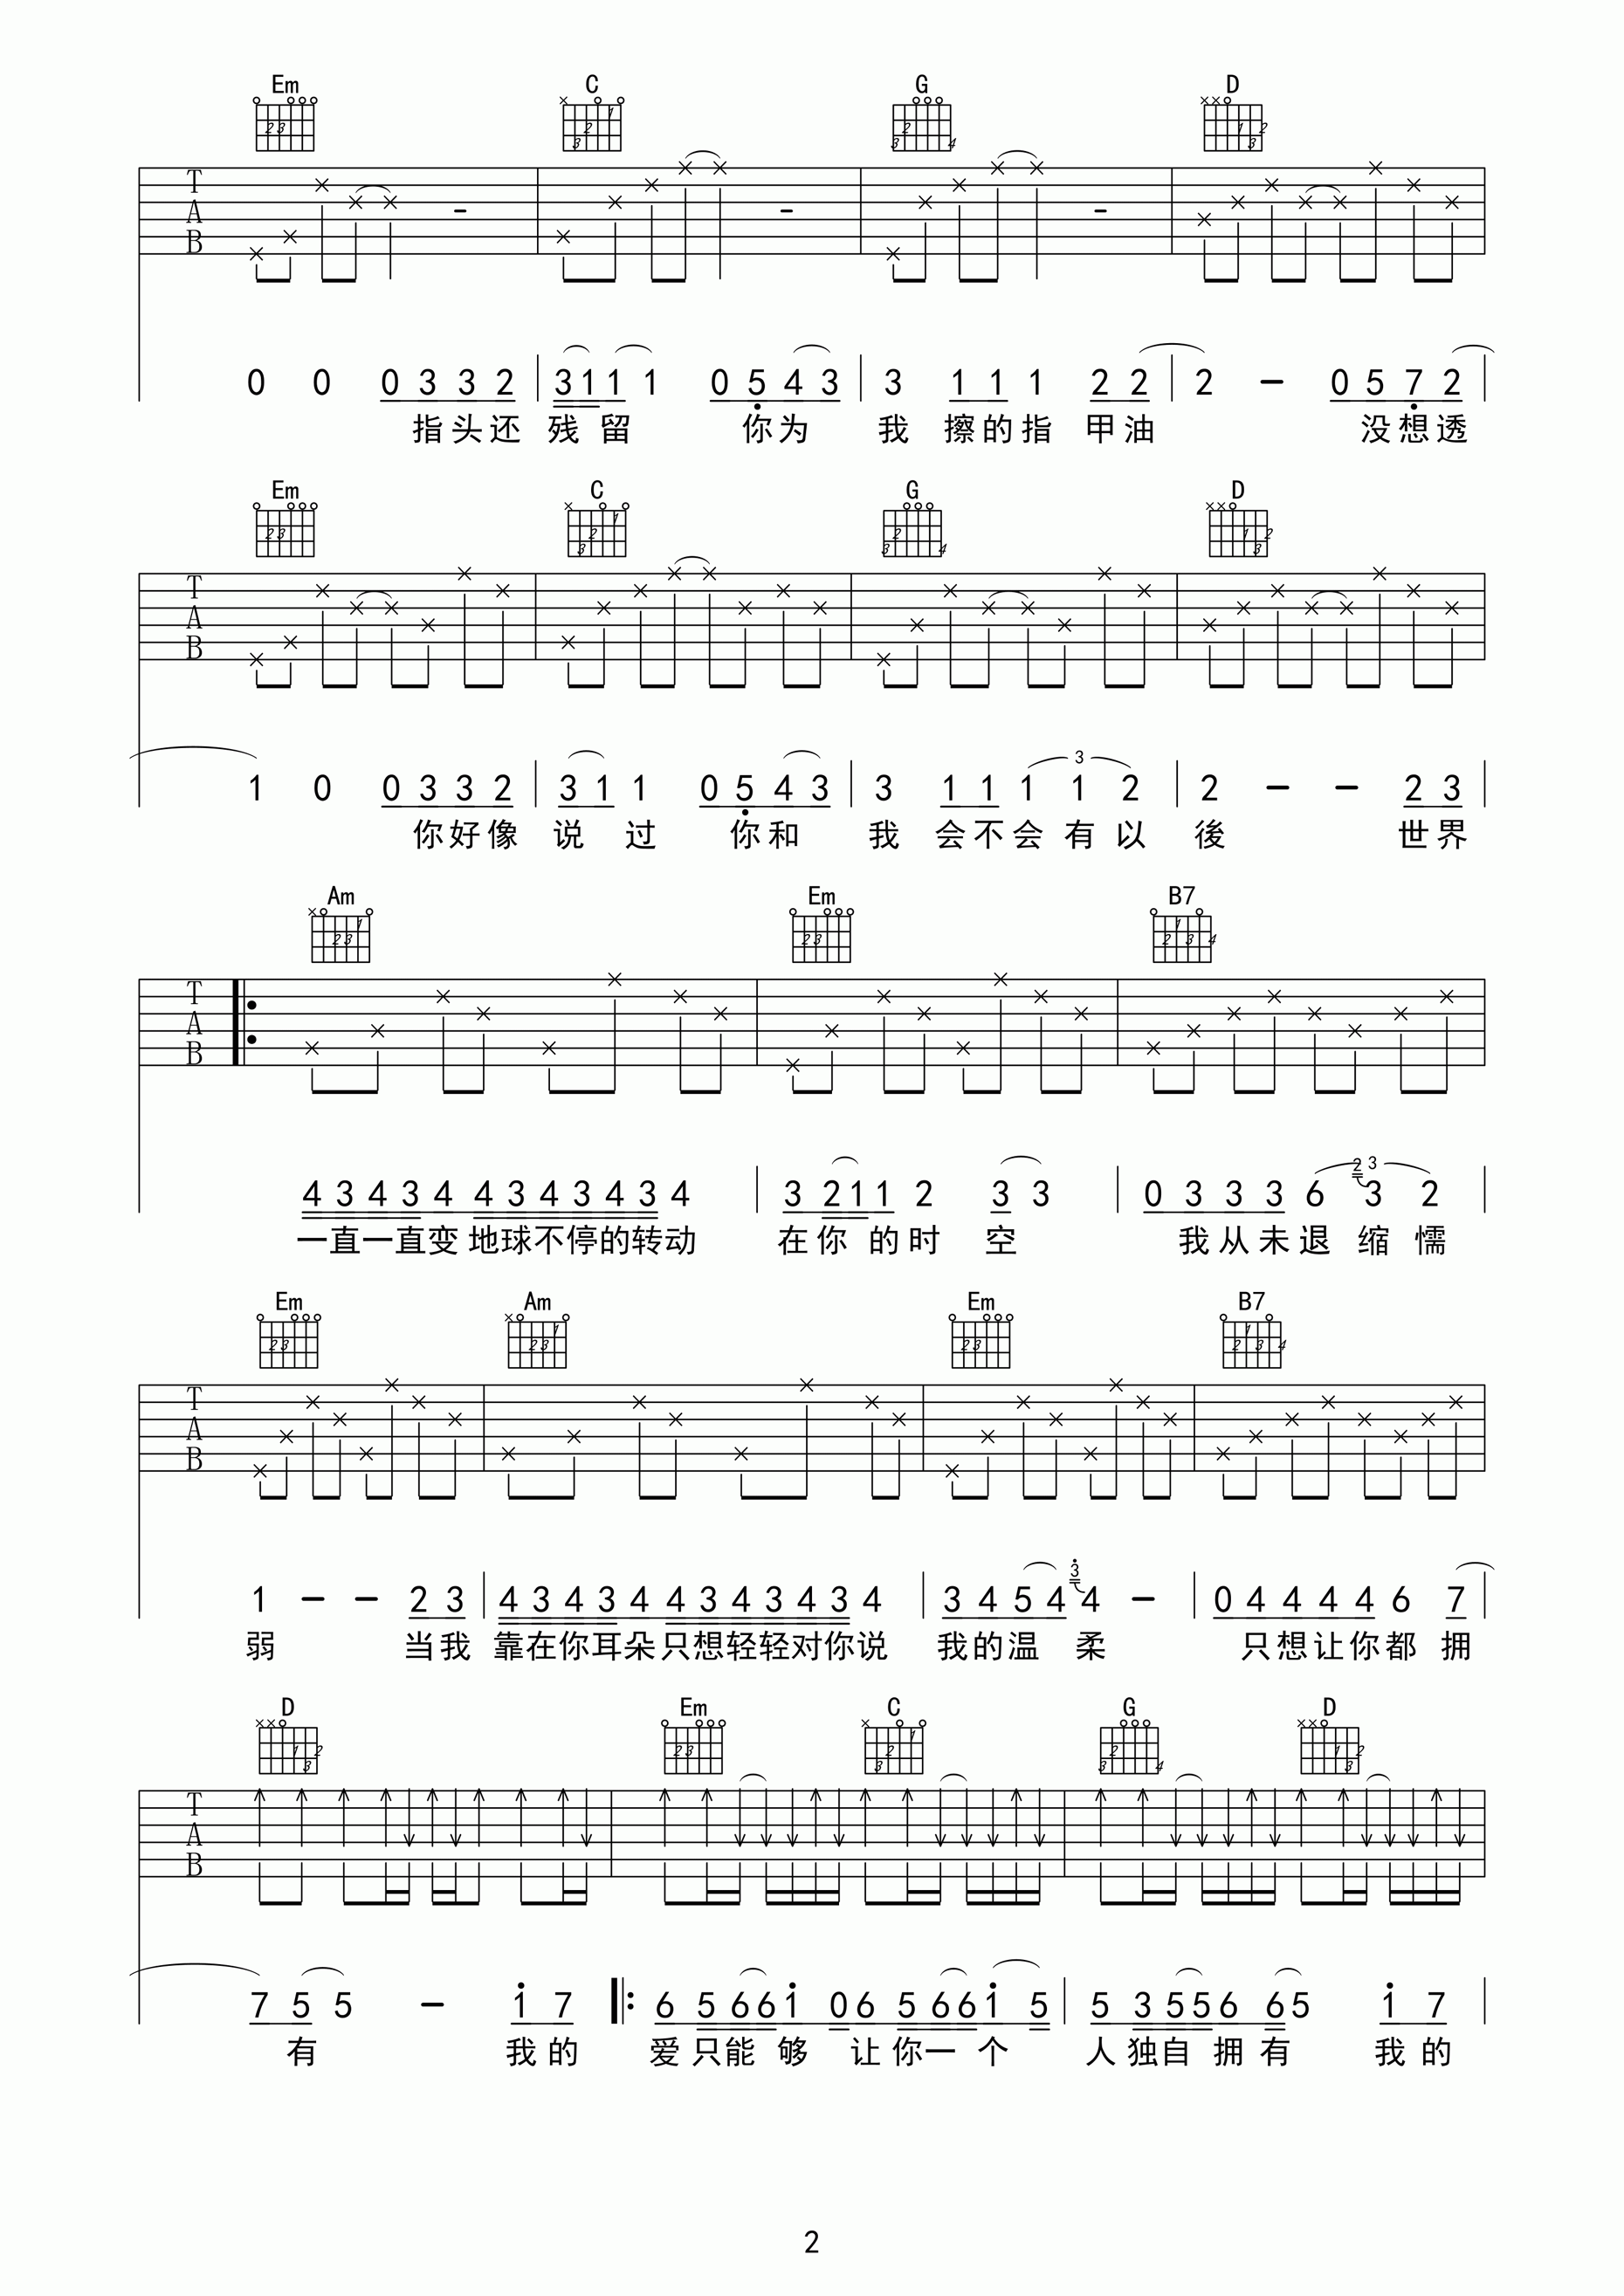 Em C G D
T A B
0 0 0 3 3 2 3 1 1 1 0 5 4 3 3 1 1 1 2 2 2 - 0 5 7 2
指头还 残 留 你为 我 擦的指 甲油 没想透
Em C G D
T A B
3
1 0 0 3 3 2 3 1 1 0 5 4 3 3 1 1 1 1 2 2 - - 2 3
你好像 说 过 你和 我 会不会有以 後 世界
Am Em B7
T A B
2 3
4 3 4 3 4 4 3 4 3 4 3 4 3 2 1 1 2 3 3 0 3 3 3 6 3 2
一直一直变 地球不停的转动 在你 的时 空 我从未退 缩 懦
Em Am Em B7
T A B
3
1 - - 2 3 4 3 4 3 4 4 3 4 3 4 3 4 3 4 5 4 4 - 0 4 4 4 4 6 7
弱 当我 靠在你耳朵只想轻轻对你说 我的温 柔 只想让你都 拥
D Em C G D
T A B
7 5 5 - 1 7 6 5 6 6 1 0 6 5 6 6 1 5 5 3 5 5 6 6 5 1 7
有 我的 爱 只能 够 让你一 个 人 独自 拥有 我的
2